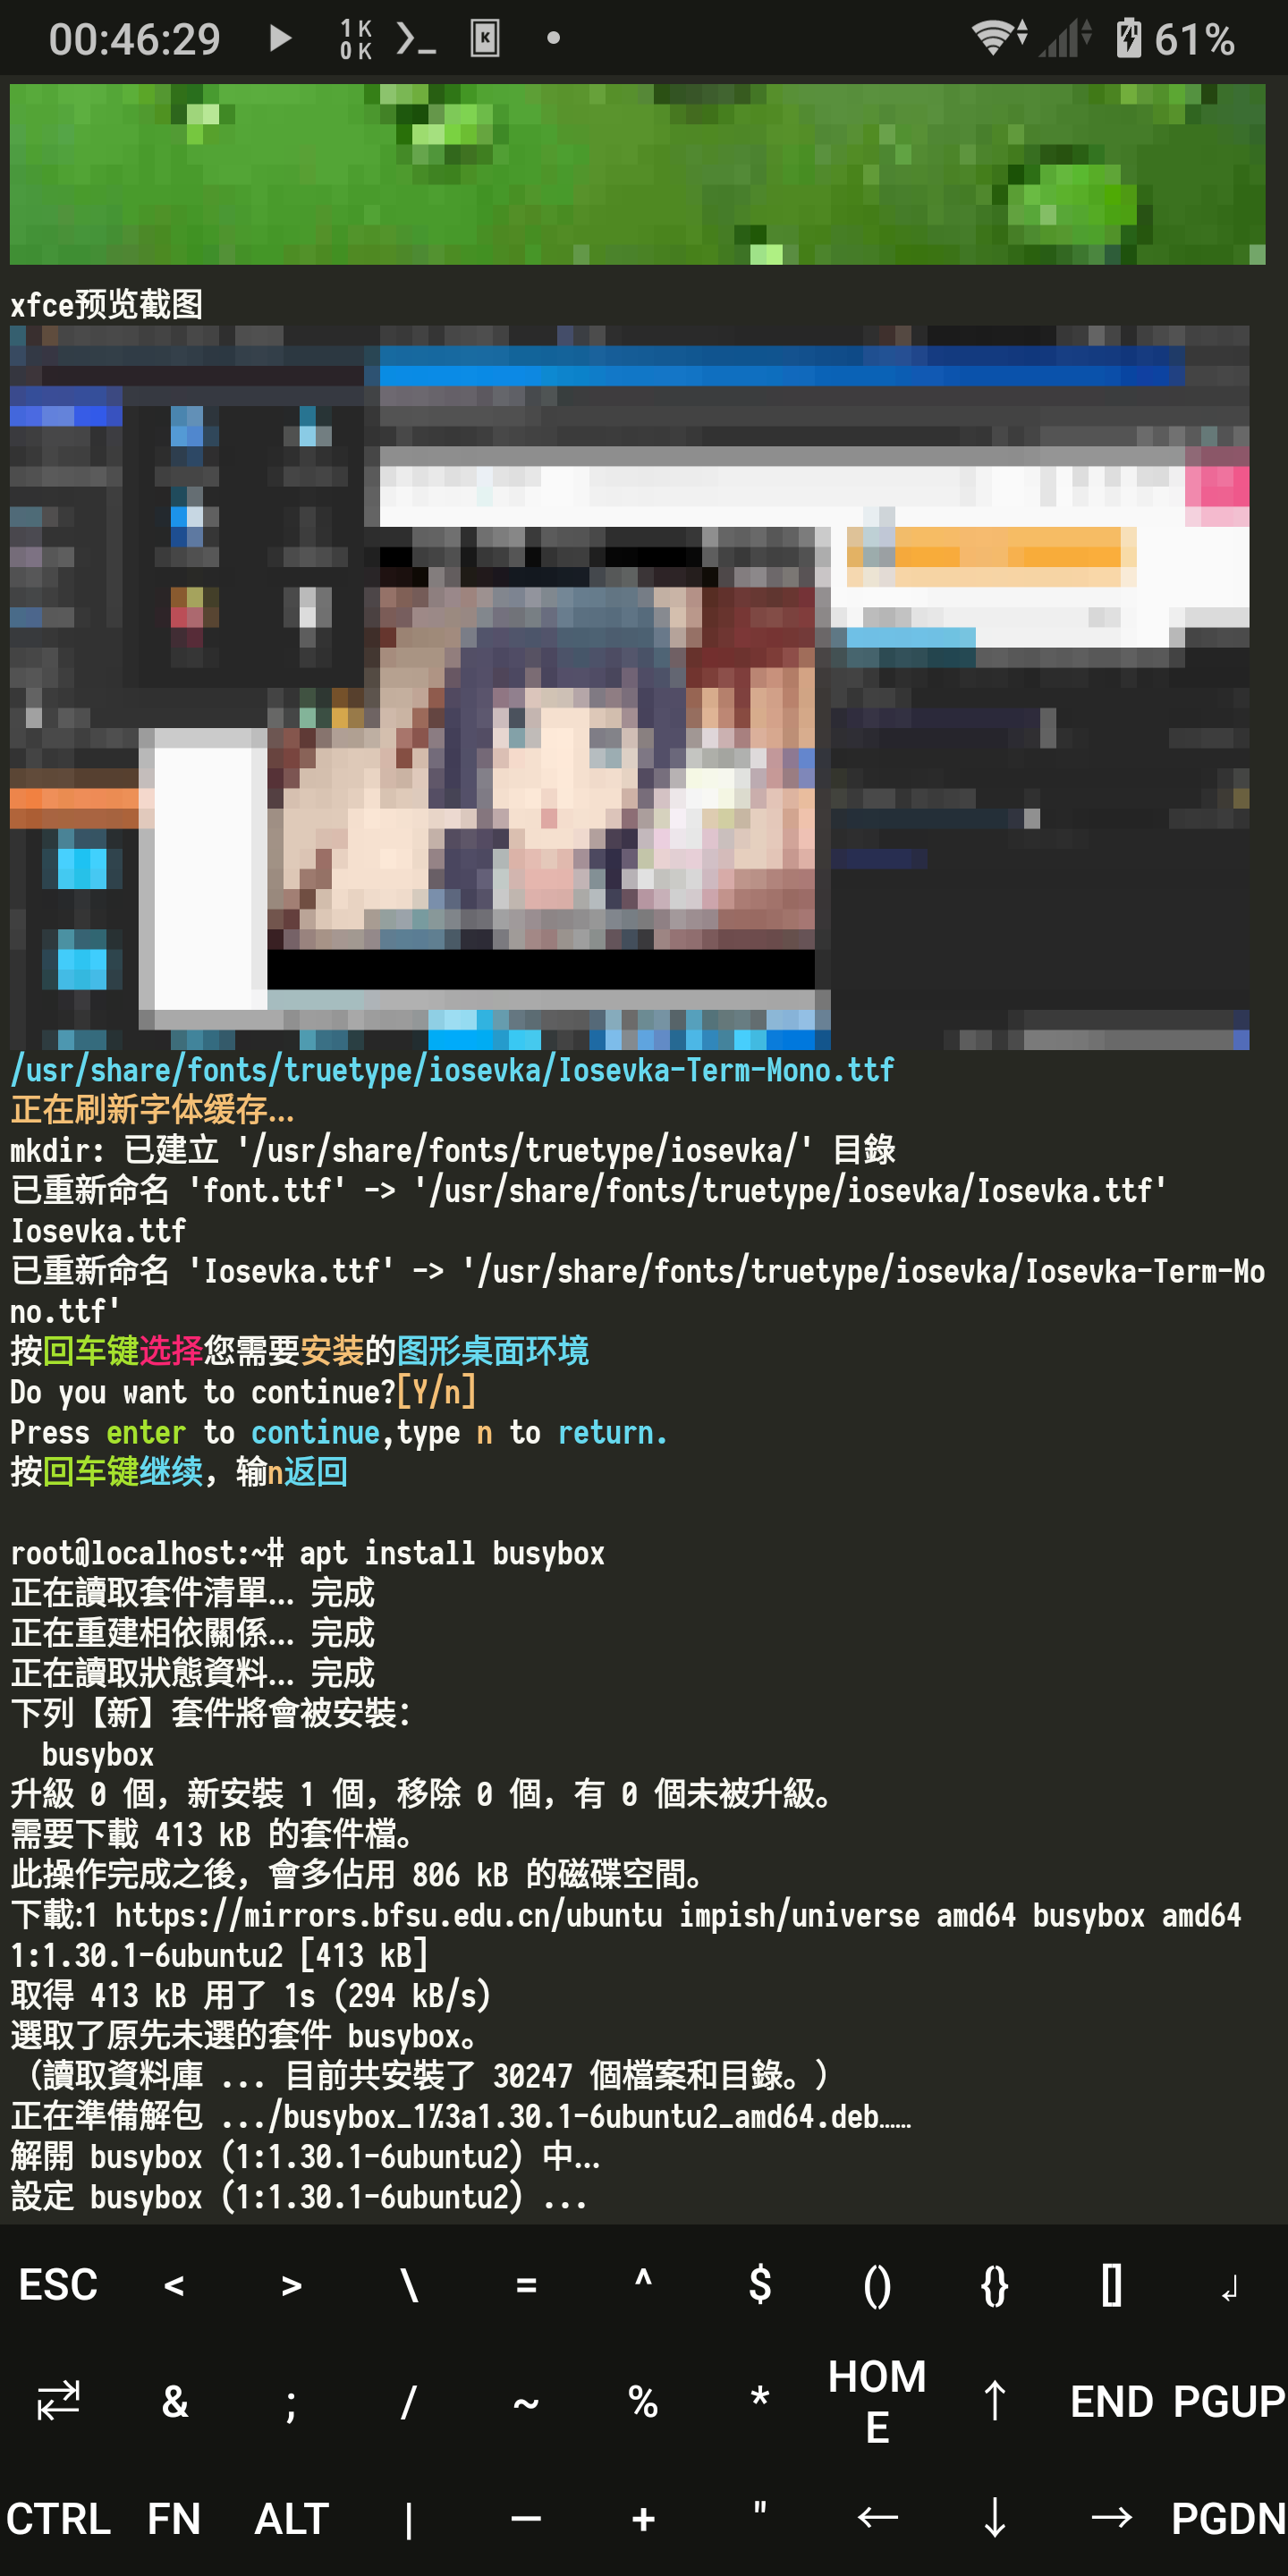 00:46:29 1 K 0 K K 61%
xfce预览截图
/usr/share/fonts/truetype/iosevka/Iosevka-Term-Mono.ttf
正在刷新字体缓存…
mkdir: 已建立 '/usr/share/fonts/truetype/iosevka/' 目錄
已重新命名 'font.ttf' -> '/usr/share/fonts/truetype/iosevka/Iosevka.ttf'
Iosevka.ttf
已重新命名 'Iosevka.ttf' -> '/usr/share/fonts/truetype/iosevka/Iosevka-Term-Mo
no.ttf'
按回车键选择您需要安装的图形桌面环境
Do you want to continue?[Y/n]
Press enter to continue,type n to return.
按回车键继续，输n返回
root@localhost:~# apt install busybox
正在讀取套件清單… 完成
正在重建相依關係… 完成
正在讀取狀態資料… 完成
下列【新】套件將會被安裝：
busybox
升級 0 個，新安裝 1 個，移除 0 個，有 0 個未被升級。
需要下載 413 kB 的套件檔。
此操作完成之後，會多佔用 806 kB 的磁碟空間。
下載:1 https://mirrors.bfsu.edu.cn/ubuntu impish/universe amd64 busybox amd64
1:1.30.1-6ubuntu2 [413 kB]
取得 413 kB 用了 1s (294 kB/s)
選取了原先未選的套件 busybox。
（讀取資料庫 ... 目前共安裝了 30247 個檔案和目錄。）
正在準備解包 .../busybox_1%3a1.30.1-6ubuntu2_amd64.deb……
解開 busybox (1:1.30.1-6ubuntu2) 中…
設定 busybox (1:1.30.1-6ubuntu2) ...
ESC < > \ = ^ $ () {} [] ↲
⇄ & ; / ~ % * HOM
E ↑ END PGUP
CTRL FN ALT | — + " ← ↓ → PGDN